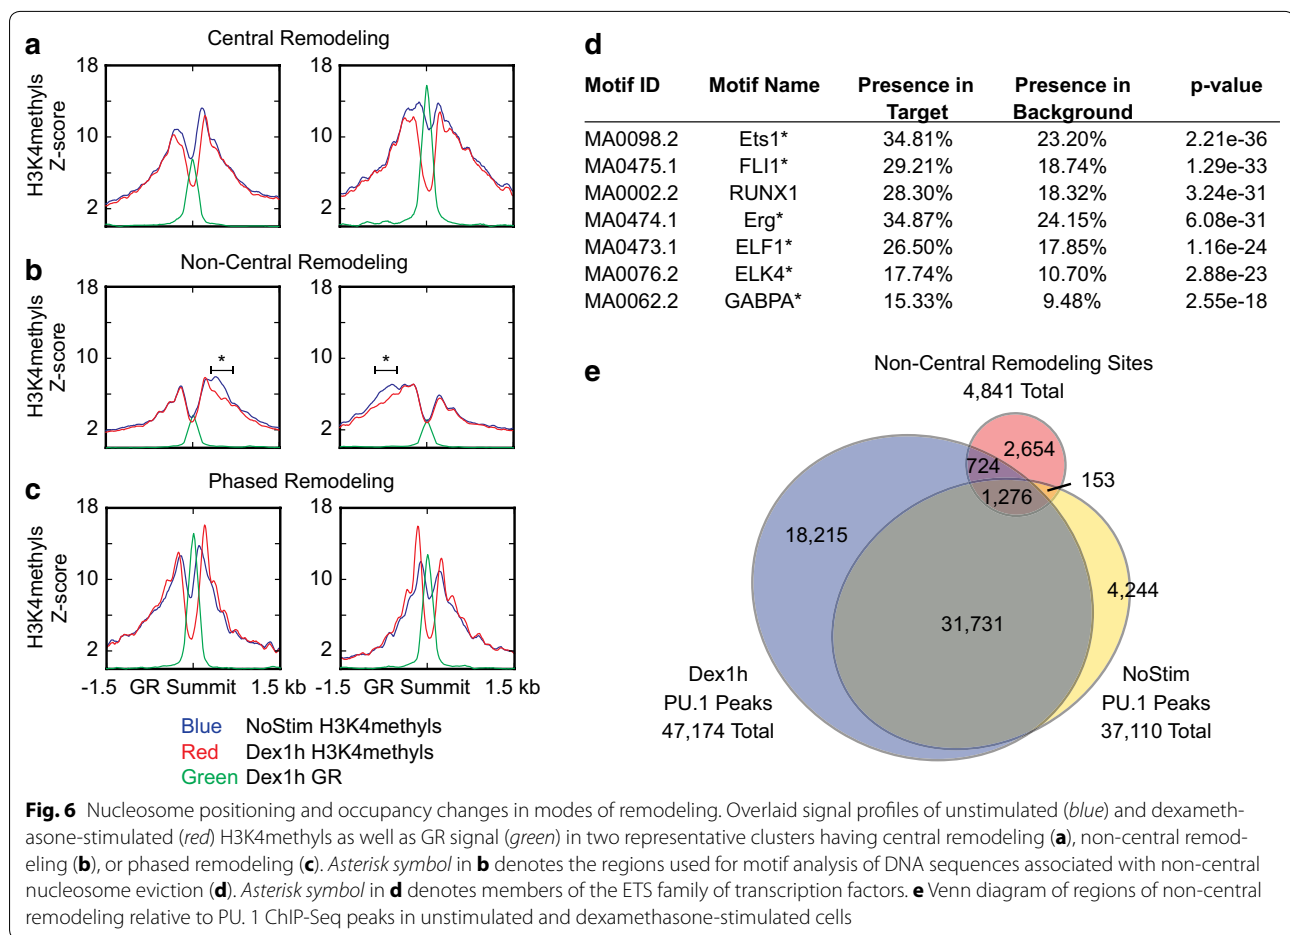 a
Central Remodeling
18
10
2
H3K4methyls
Z-score
18
10
2
b
Non-Central Remodeling
18
10
2
H3K4methyls
Z-score
*
18
10
2
*
c
Phased Remodeling
18
10
2
H3K4methyls
Z-score
18
10
2
-1.5 GR Summit 1.5 kb
-1.5 GR Summit 1.5 kb
Blue NoStim H3K4methyls
Red Dex1h H3K4methyls
Green Dex1h GR
d
Motif ID Motif Name Presence in Target Presence in Background p-value
MA0098.2 Ets1* 34.81% 23.20% 2.21e-36
MA0475.1 FLI1* 29.21% 18.74% 1.29e-33
MA0002.2 RUNX1 28.30% 18.32% 3.24e-31
MA0474.1 Erg* 34.87% 24.15% 6.08e-31
MA0473.1 ELF1* 26.50% 17.85% 1.16e-24
MA0076.2 ELK4* 17.74% 10.70% 2.88e-23
MA0062.2 GABPA* 15.33% 9.48% 2.55e-18
e
Non-Central Remodeling Sites
4,841 Total
2,654
724
153
1,276
18,215
4,244
31,731
Dex1h
PU.1 Peaks
47,174 Total
NoStim
PU.1 Peaks
37,110 Total
Fig. 6 Nucleosome positioning and occupancy changes in modes of remodeling. Overlaid signal profiles of unstimulated (blue) and dexameth-
asone-stimulated (red) H3K4methyls as well as GR signal (green) in two representative clusters having central remodeling (a), non-central remod-
eling (b), or phased remodeling (c). Asterisk symbol in b denotes the regions used for motif analysis of DNA sequences associated with non-central
nucleosome eviction (d). Asterisk symbol in d denotes members of the ETS family of transcription factors. e Venn diagram of regions of non-central
remodeling relative to PU. 1 ChIP-Seq peaks in unstimulated and dexamethasone-stimulated cells